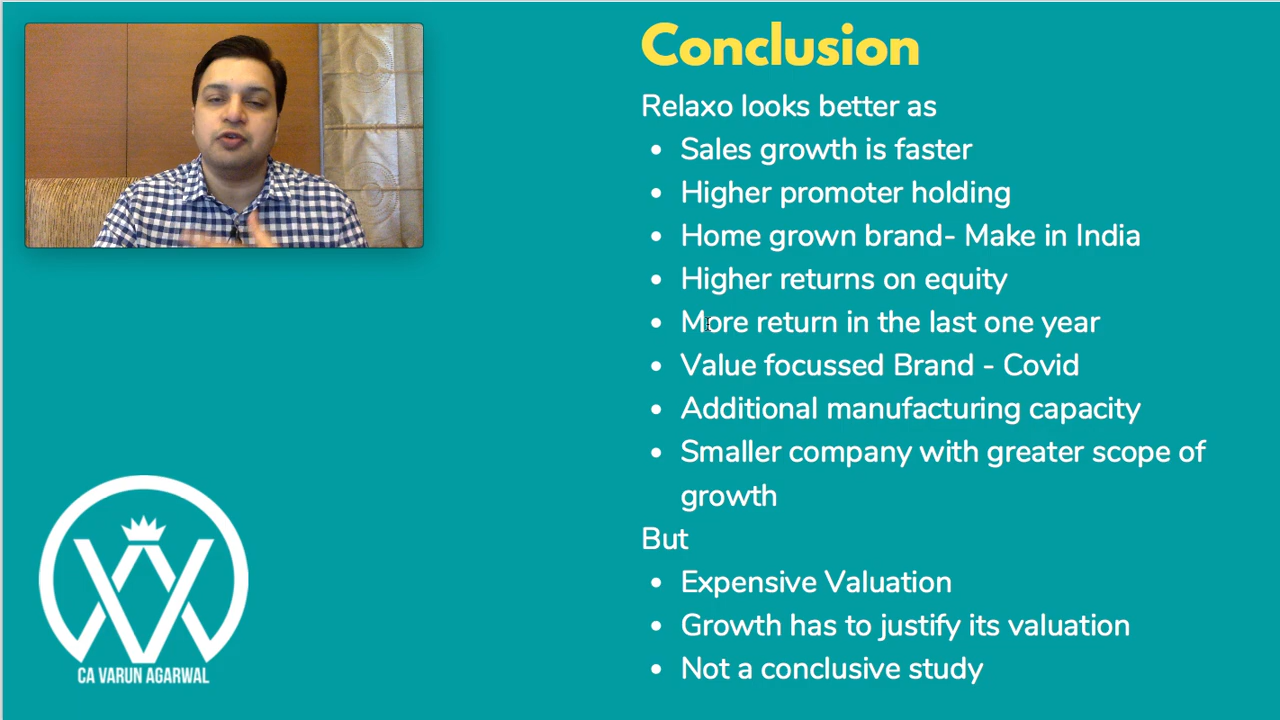 Conclusion
Relaxo looks better as
• Sales growth is faster
• Higher promoter holding
• Home grown brand- Make in India
• Higher returns on equity
• More return in the last one year
• Value focussed Brand - Covid
• Additional manufacturing capacity
• Smaller company with greater scope of
growth
But
• Expensive Valuation
• Growth has to justify its valuation
• Not a conclusive study
CA VARUN AGARWAL